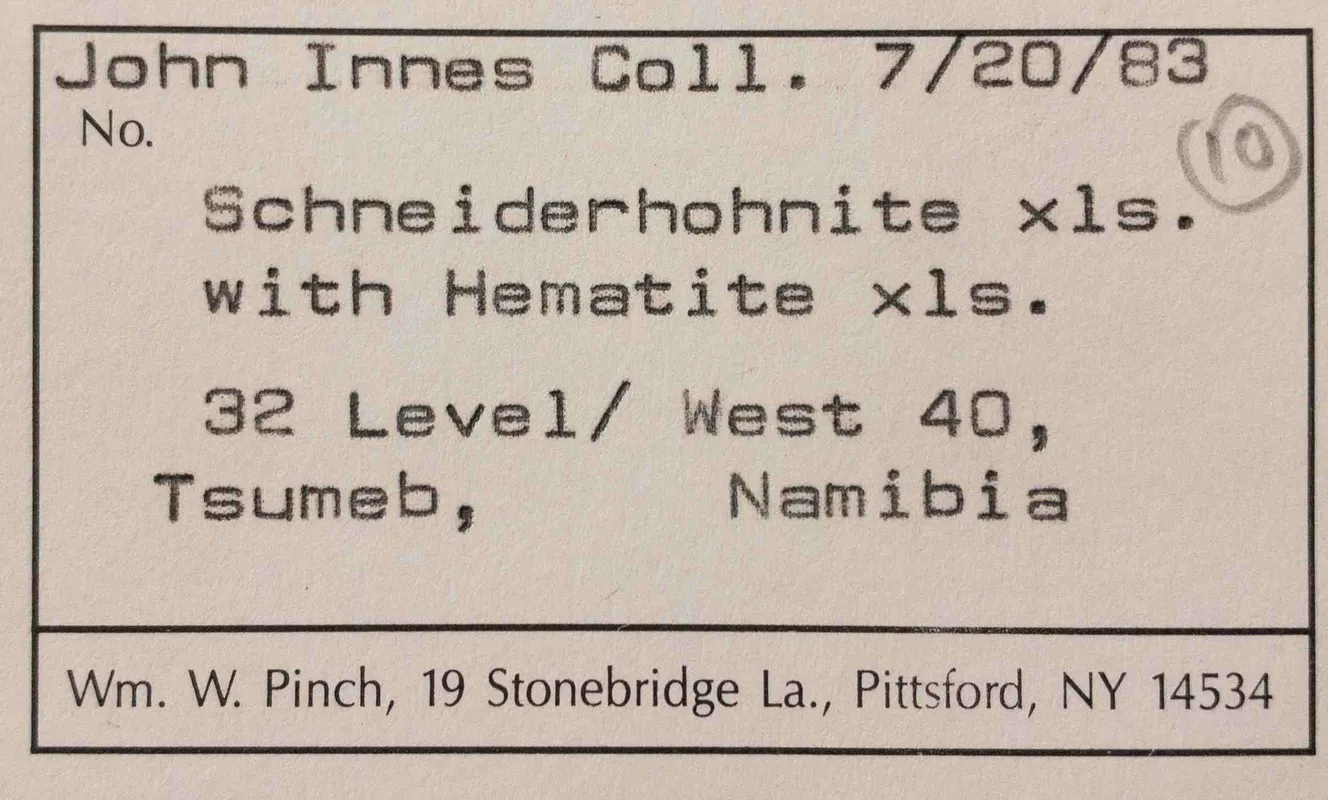 John Innes Coll. 7/20/83
No.
10
Schneiderhohnite xls.
with Hematite xls.
32 Level/ West 40,
Tsumeb, Namibia
Wm. W. Pinch, 19 Stonebridge La., Pittsford, NY 14534